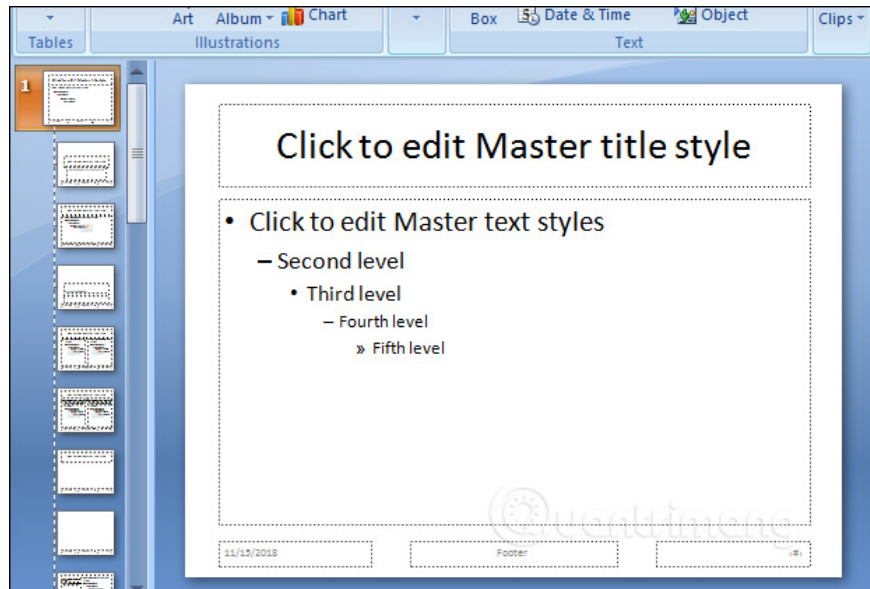 Art Album Chart Box Date & Time Object Clips
Tables Illustrations Text
1
Click to edit Master title style
• Click to edit Master text styles
– Second level
• Third level
– Fourth level
» Fifth level
Quantrimang
11/15/2018 Footer ‹#›